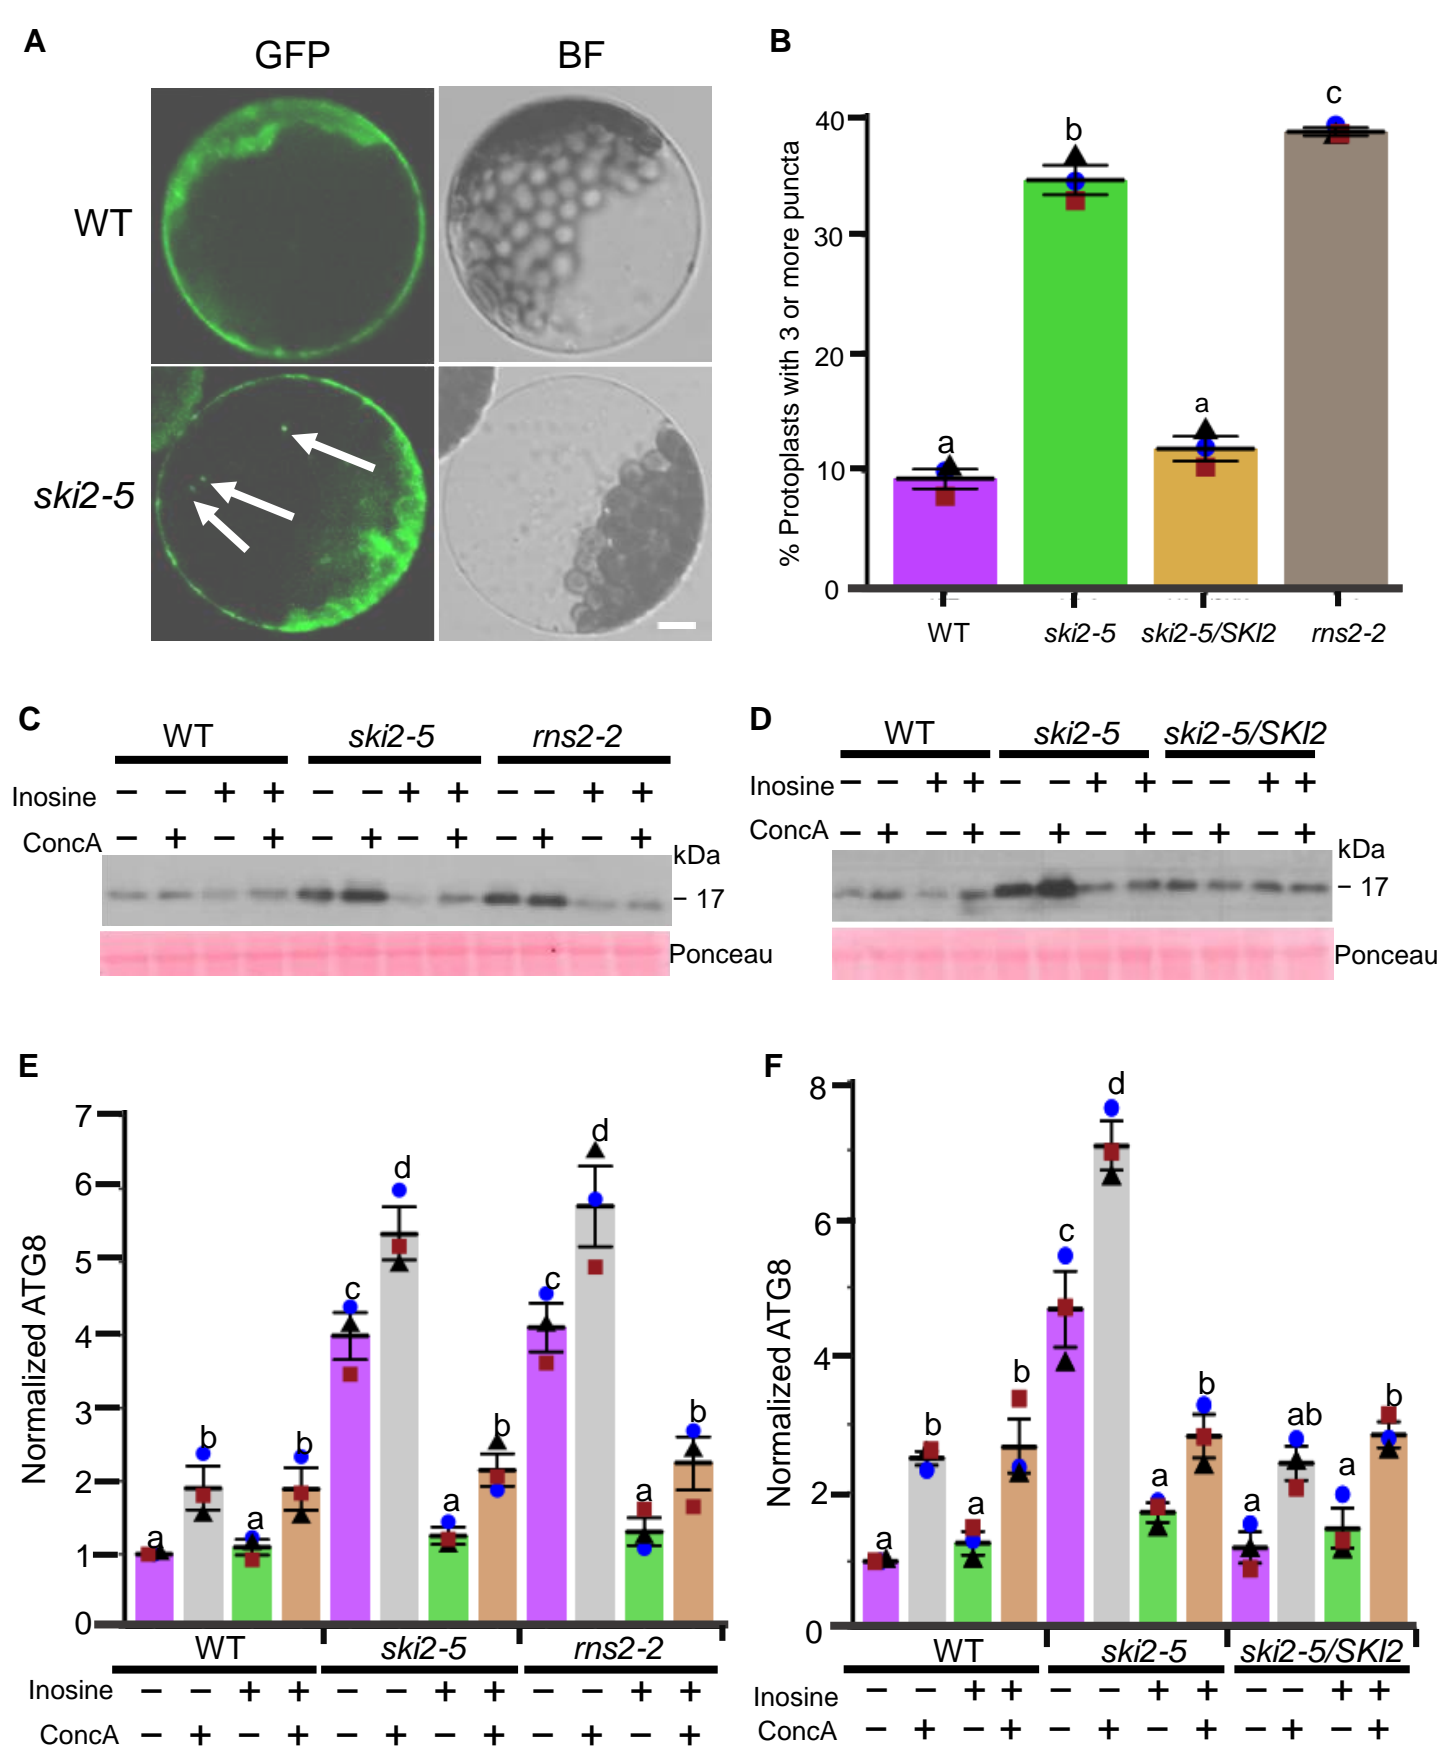 A
GFP
BF
WT
ski2-5
B
% Protoplasts with 3 or more puncta
40
30
20
10
0
a
b
a
c
WT
ski2-5
ski2-5/SKI2
rns2-2
C
WT
ski2-5
rns2-2
Inosine − − + + − − + − + − − + +
ConcA − + − + − + − + − + − +
kDa
− 17
Ponceau
D
WT
ski2-5
ski2-5/SKI2
Inosine − − + + − − + + − − + +
ConcA − + − + − + − + − + − +
kDa
− 17
Ponceau
E
Normalized ATG8
7
6
5
4
3
2
1
0
a
b
a
b
c
d
a
b
c
d
a
b
WT
ski2-5
rns2-2
Inosine − − + + − − + + − − + +
ConcA − + − + − + − + − + − +
F
Normalized ATG8
8
6
4
2
0
a
b
a
b
c
d
a
b
a
ab
a
b
WT
ski2-5
ski2-5/SKI2
Inosine − − + + − − + + − − + +
ConcA − + − + − + − + − + − +